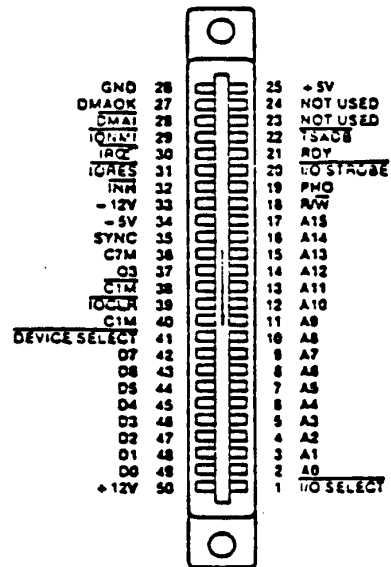 GND 26 25 +5V
DMAOK 27 24 NOT USED
DMAI 28 23 NOT USED
IONMI 29 22 TSADB
IRQ 30 21 RDY
IORES 31 20 I/O STROBE
INH 32 19 PHO
-12V 33 18 R/W
-5V 34 17 A15
SYNC 35 16 A14
C7M 36 15 A13
Q3 37 14 A12
C1M 38 13 A11
IOCLR 39 12 A10
C1M 40 11 A9
DEVICE SELECT 41 10 A8
D7 42 9 A7
D6 43 8 A6
D5 44 7 A5
D4 45 6 A4
D3 46 5 A3
D2 47 4 A2
D1 48 3 A1
D0 49 2 A0
+12V 50 1 I/O SELECT